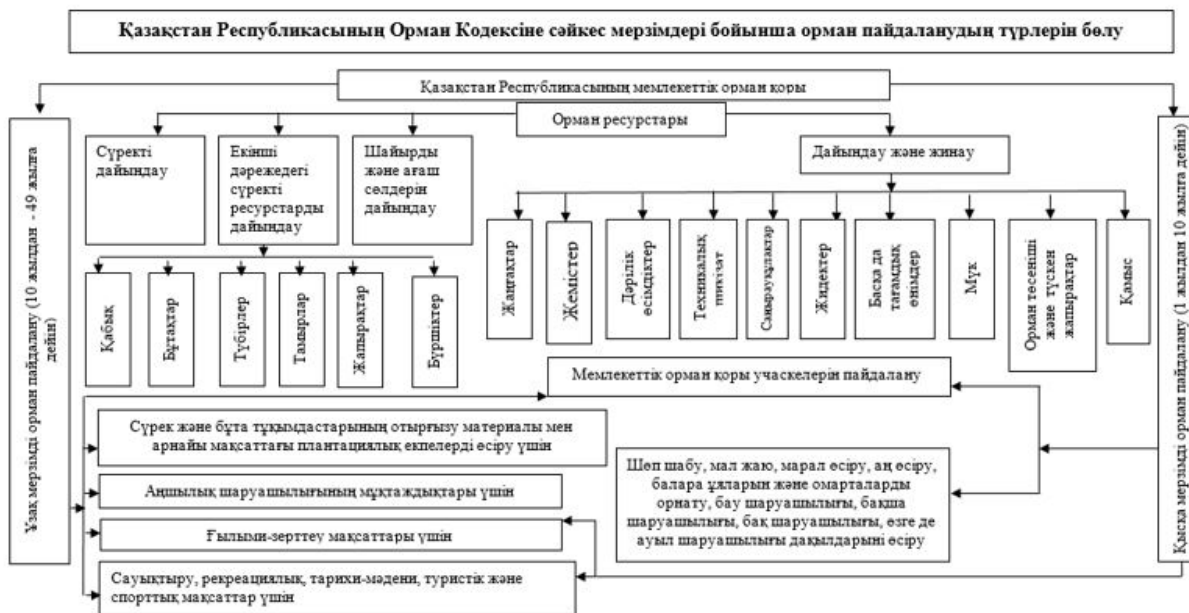 Қазақстан Республикасының Орман Кодексіне сәйкес мерзімдері бойынша орман пайдаланудың түрлерін бөлу
Қазақстан Республикасының мемлекеттік орман қоры
Орман ресурстары
Ұзақ мерзімді орман пайдалану (10 жылдан - 49 жылға
дейін)
Сүректі
дайындау
Екінші
дәрежедегі
сүректі
ресурстарды
дайындау
Шайырды
және ағаш
сөлдерін
дайындау
Дайындау және жинау
Қысқа мерзімді орман пайдалану (1 жылдан 10 жылға дейін)
Қабық
Бұтақтар
Түбірлер
Тамырлар
Жапырақтар
Бүршіктер
Жаңғақтар
Жемістер
Дәрілік
өсімдіктер
Техникалық
шикізат
Саңырауқұлақтар
Жидектер
Басқа да
тағамдық
өнімдер
Мүк
Орман төсеніші
және түскен
жапырақтар
Қамыс
Мемлекеттік орман қоры учаскелерін пайдалану
Сүрек және бұта тұқымдастарының отырғызу материалы мен
арнайы мақсаттағы плантациялық екпелерді өсіру үшін
Аңшылық шаруашылығының мұқтаждықтары үшін
Ғылыми-зерттеу мақсаттары үшін
Сауықтыру, рекреациялық, тарихи-мәдени, туристік және
спорттық мақсаттар үшін
Шөп шабу, мал жаю, марал өсіру, аң өсіру,
балара ұяларын және омарталарды
орнату, бау шаруашылығы, бақша
шаруашылығы, бақ шаруашылығы, өзге де
ауыл шаруашылығы дақылдарыні өсіру